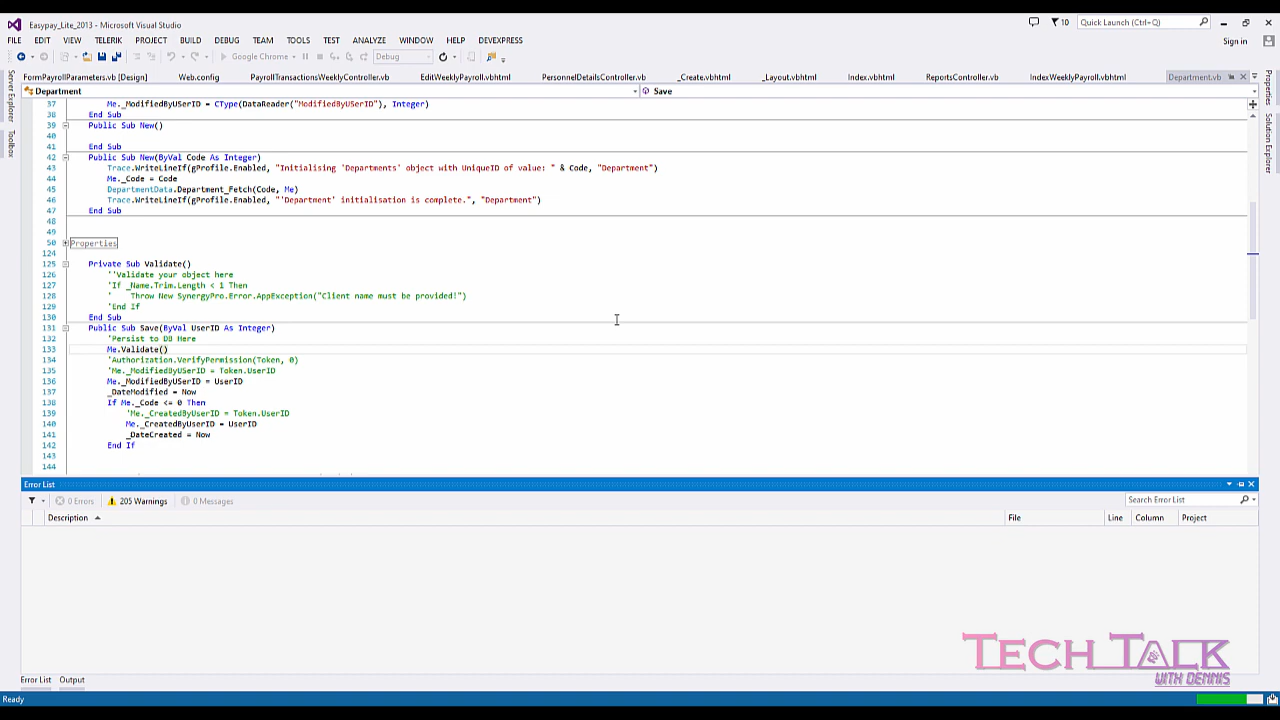 Easypay_Lite_2013 - Microsoft Visual Studio
10
Quick Launch (Ctrl+Q)
FILE EDIT VIEW TELERIK PROJECT BUILD DEBUG TEAM TOOLS TEST ANALYZE WINDOW HELP DEVEXPRESS
Sign in
Google Chrome Debug
Server Explorer
Toolbox
Properties
Solution Explorer
FormPayrollParameters.vb [Design] Web.config PayrollTransactionsWeeklyController.vb EditWeeklyPayroll.vbhtml PersonnelDetailsController.vb _Create.vbhtml _Layout.vbhtml Index.vbhtml ReportsController.vb IndexWeeklyPayroll.vbhtml Department.vb
Department Save
37 Me._ModifiedByUSerID = CType(DataReader("ModifiedByUSerID"), Integer)
38 End Sub
39 Public Sub New()
40
41 End Sub
42 Public Sub New(ByVal Code As Integer)
43 Trace.WriteLineIf(gProfile.Enabled, "Initialising 'Departments' object with UniqueID of value: " & Code, "Department")
44 Me._Code = Code
45 DepartmentData.Department_Fetch(Code, Me)
46 Trace.WriteLineIf(gProfile.Enabled, "'Department' initialisation is complete.", "Department")
47 End Sub
48
49
50 Properties
124
125 Private Sub Validate()
126 ''Validate your object here
127 'If _Name.Trim.Length < 1 Then
128 ' Throw New SynergyPro.Error.AppException("Client name must be provided!")
129 'End If
130 End Sub
131 Public Sub Save(ByVal UserID As Integer)
132 'Persist to DB Here
133 Me.Validate()
134 'Authorization.VerifyPermission(Token, 0)
135 'Me._ModifiedByUSerID = Token.UserID
136 Me._ModifiedByUSerID = UserID
137 _DateModified = Now
138 If Me._Code <= 0 Then
139 'Me._CreatedByUserID = Token.UserID
140 Me._CreatedByUserID = UserID
141 _DateCreated = Now
142 End If
143
144
Error List
0 Errors 205 Warnings 0 Messages
Search Error List
Description File Line Column Project
TECH TALK
WITH DENNIS
Error List Output
Ready